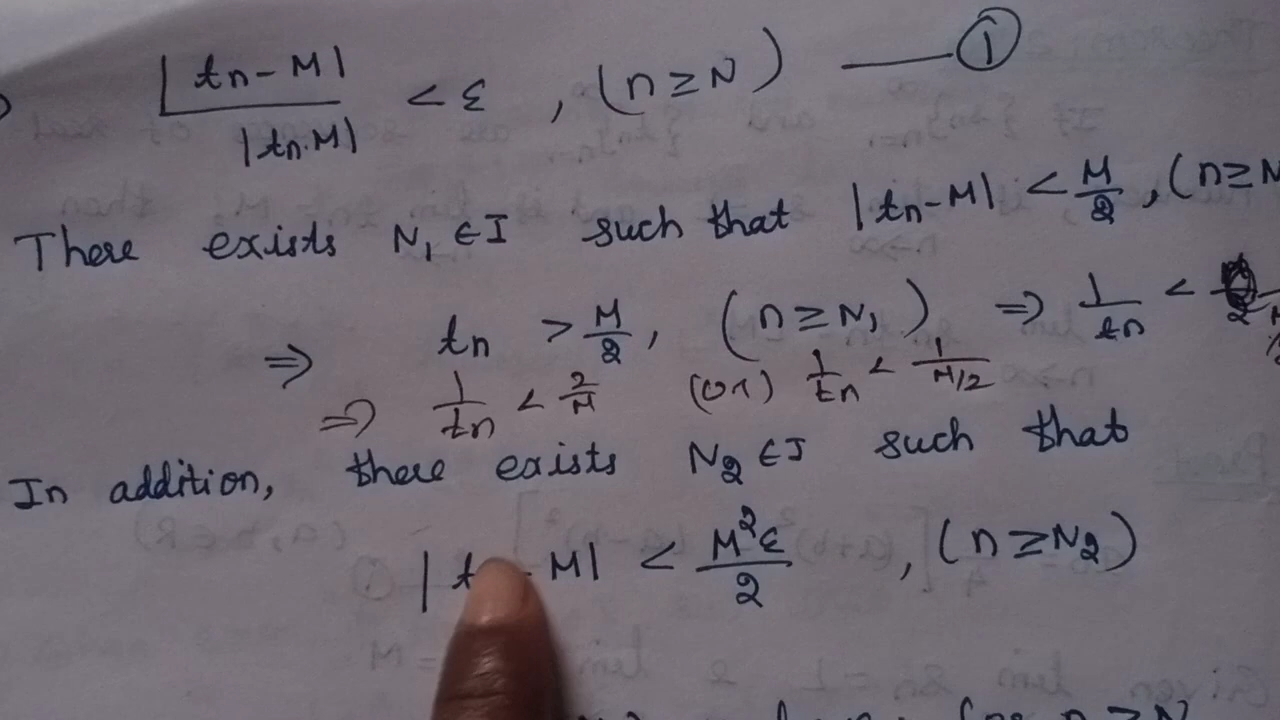 |tn - M| / |tn·M| < ε , (n ≥ N) —— ①
There exists N₁ ∈ I such that |tn - M| < M/2 , (n ≥ N
⇒ tn > M/2 , (n ≥ N₁) ⇒ 1/tn <
⇒ 1/tn < 2/M (or) 1/tn < 1/M/2
In addition, there exists N₂ ∈ I such that
|t - M| < M²ε/2 , (n ≥ N₂)